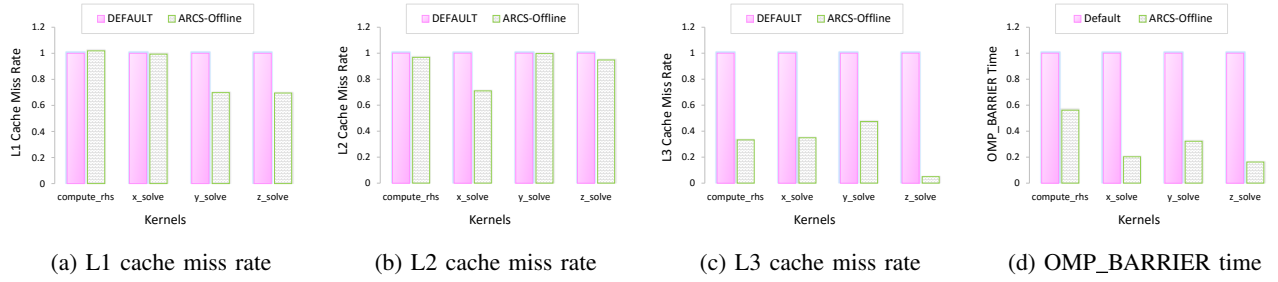 DEFAULT ARCS-Offline
L1 Cache Miss Rate
1.2
1
0.8
0.6
0.4
0.2
0
compute_rhs x_solve y_solve z_solve
Kernels
(a) L1 cache miss rate
DEFAULT ARCS-Offline
L2 Cache Miss Rate
1.2
1
0.8
0.6
0.4
0.2
0
compute_rhs x_solve y_solve z_solve
Kernels
(b) L2 cache miss rate
DEFAULT ARCS-Offline
L3 Cache Miss Rate
1.2
1
0.8
0.6
0.4
0.2
0
compute_rhs x_solve y_solve z_solve
Kernels
(c) L3 cache miss rate
Default ARCS-Offline
OMP_BARRIER Time
1.2
1
0.8
0.6
0.4
0.2
0
compute_rhs x_solve y_solve z_solve
Kernels
(d) OMP_BARRIER time